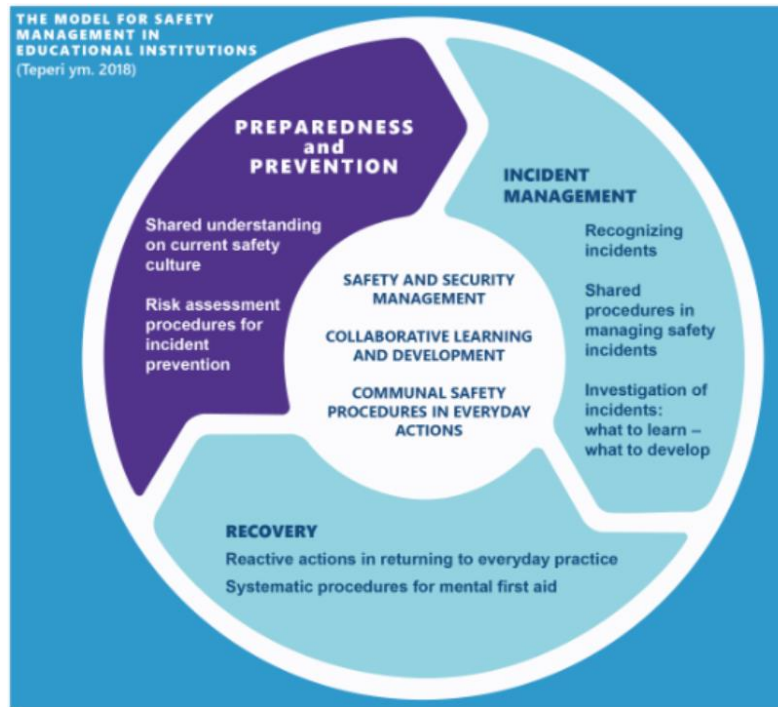 THE MODEL FOR SAFETY
MANAGEMENT IN
EDUCATIONAL INSTITUTIONS
(Teperi ym. 2018)
PREPAREDNESS
and
PREVENTION
Shared understanding
on current safety
culture
Risk assessment
procedures for
incident
prevention
INCIDENT
MANAGEMENT
Recognizing
incidents
Shared
procedures in
managing safety
incidents
Investigation of
incidents:
what to learn –
what to develop
SAFETY AND SECURITY
MANAGEMENT
COLLABORATIVE LEARNING
AND DEVELOPMENT
COMMUNAL SAFETY
PROCEDURES IN EVERYDAY
ACTIONS
RECOVERY
Reactive actions in returning to everyday practice
Systematic procedures for mental first aid